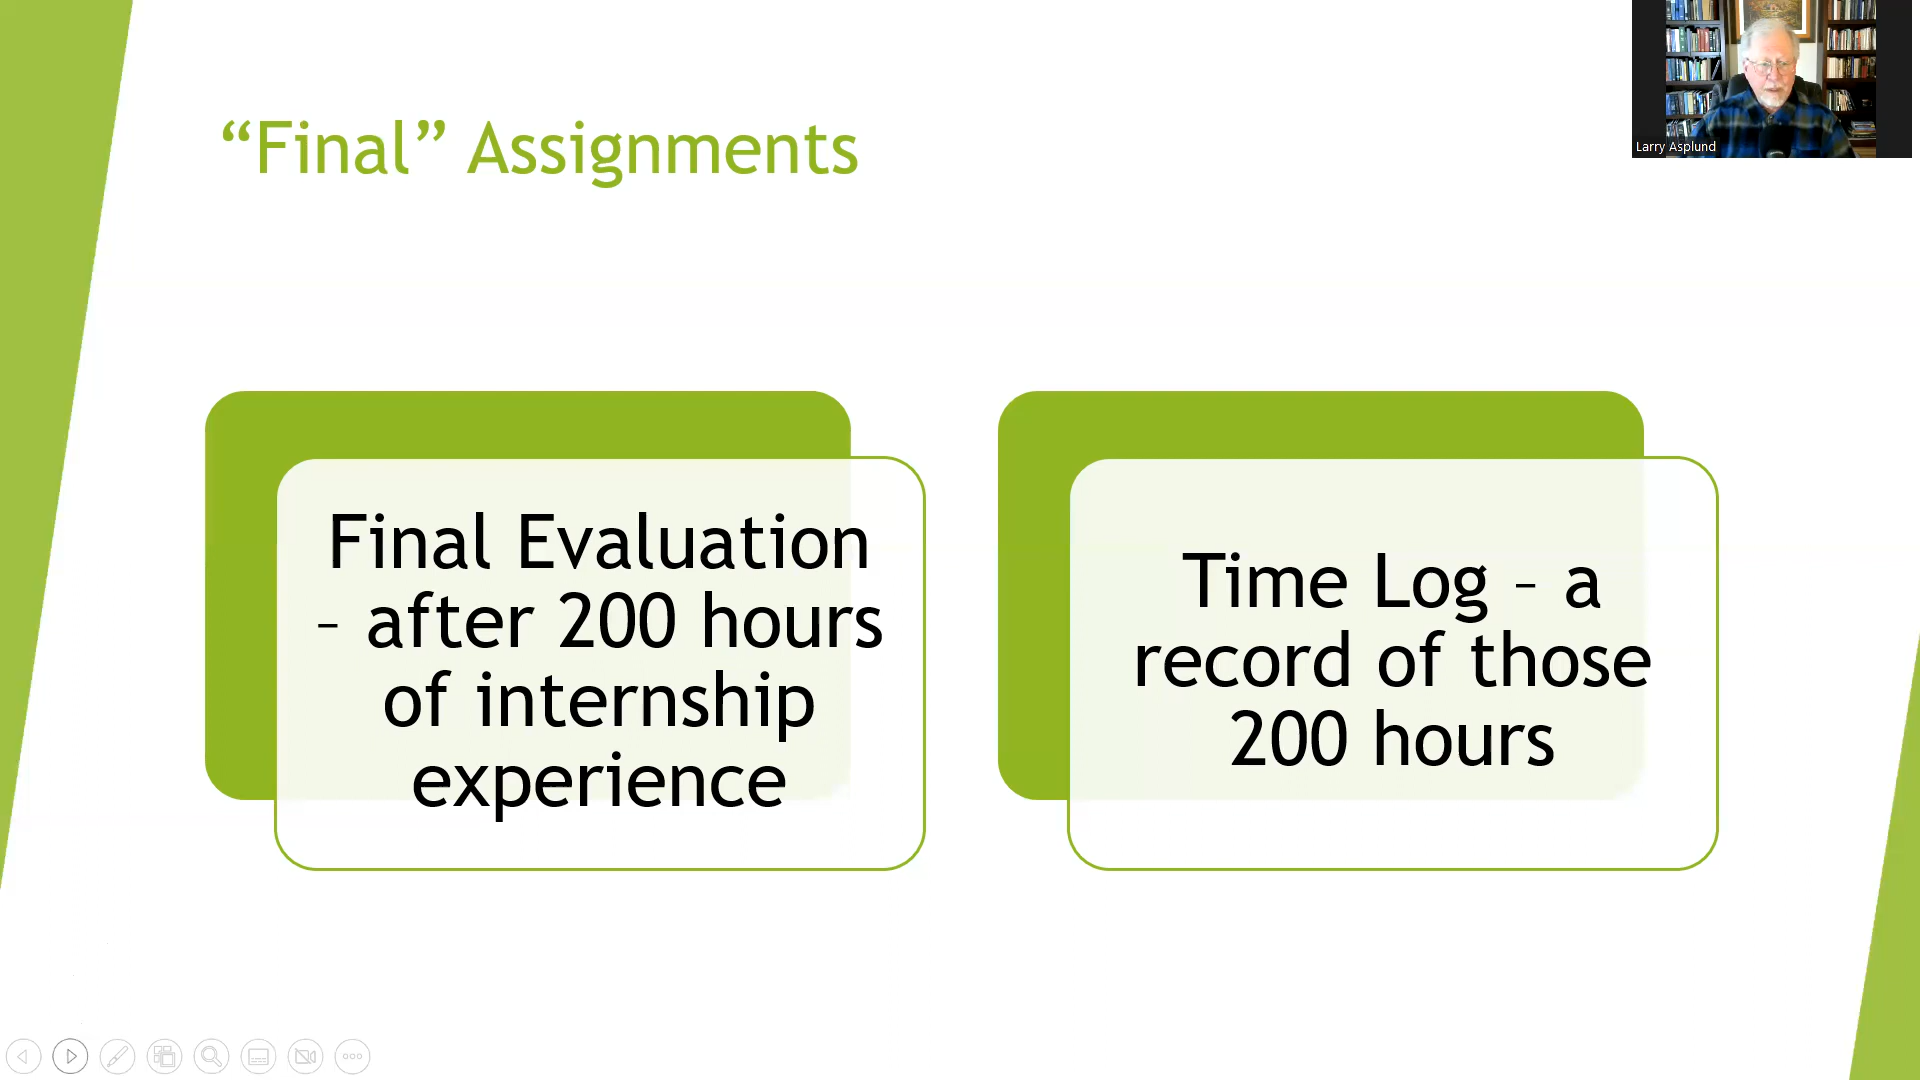 “Final” Assignments
Larry Asplund
Final Evaluation
– after 200 hours
of internship
experience
Time Log – a
record of those
200 hours